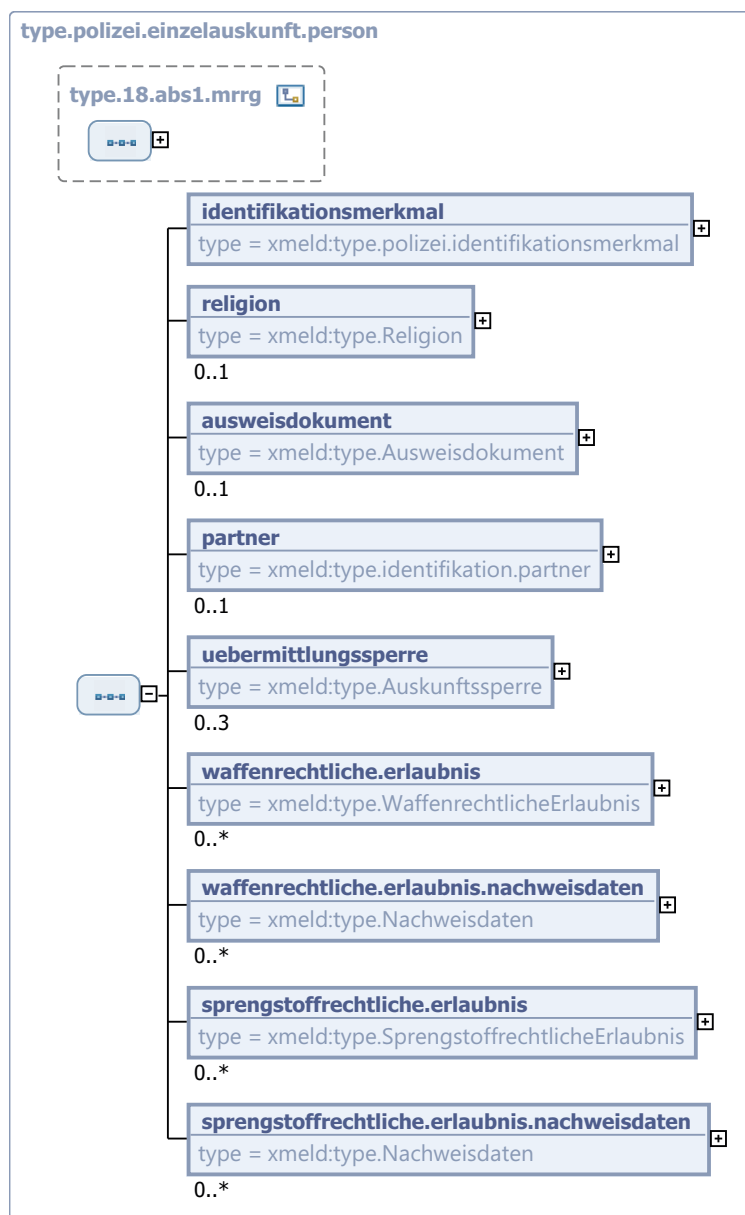 type.polizei.einzelauskunft.person
type.18.abs1.mrrg
identifikationsmerkmal
type = xmeld:type.polizei.identifikationsmerkmal
religion
type = xmeld:type.Religion
0..1
ausweisdokument
type = xmeld:type.Ausweisdokument
0..1
partner
type = xmeld:type.identifikation.partner
0..1
uebermittlungssperre
type = xmeld:type.Auskunftssperre
0..3
waffenrechtliche.erlaubnis
type = xmeld:type.WaffenrechtlicheErlaubnis
0..*
waffenrechtliche.erlaubnis.nachweisdaten
type = xmeld:type.Nachweisdaten
0..*
sprengstoffrechtliche.erlaubnis
type = xmeld:type.SprengstoffrechtlicheErlaubnis
0..*
sprengstoffrechtliche.erlaubnis.nachweisdaten
type = xmeld:type.Nachweisdaten
0..*